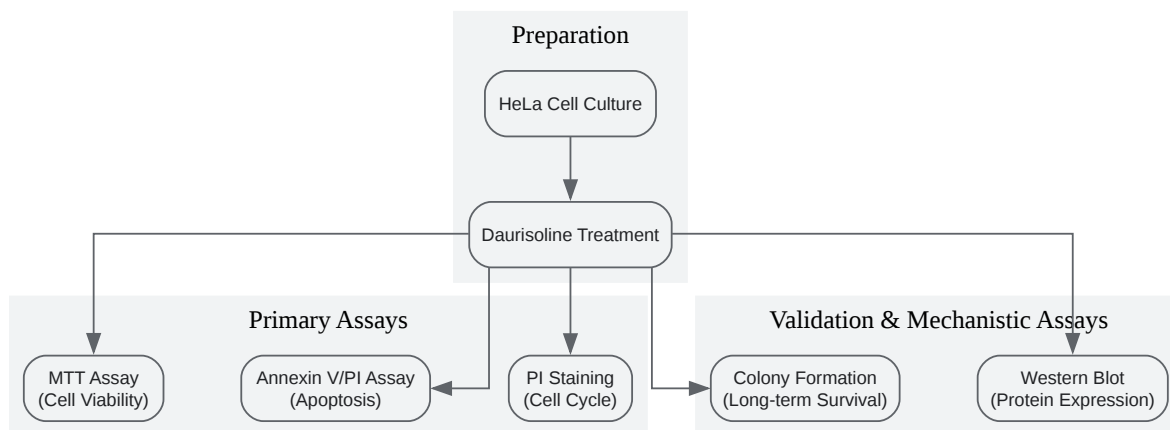 Preparation
HeLa Cell Culture
Daurisoline Treatment
Primary Assays
MTT Assay
(Cell Viability)
Annexin V/PI Assay
(Apoptosis)
PI Staining
(Cell Cycle)
Validation & Mechanistic Assays
Colony Formation
(Long-term Survival)
Western Blot
(Protein Expression)